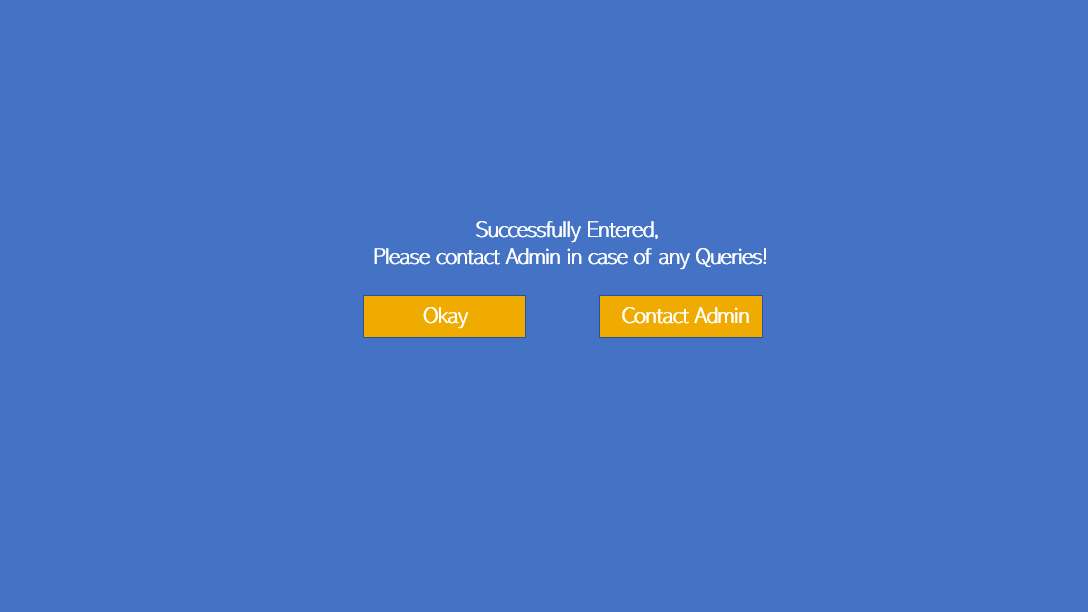 Successfully Entered,
Please contact Admin in case of any Queries!
Okay
Contact Admin